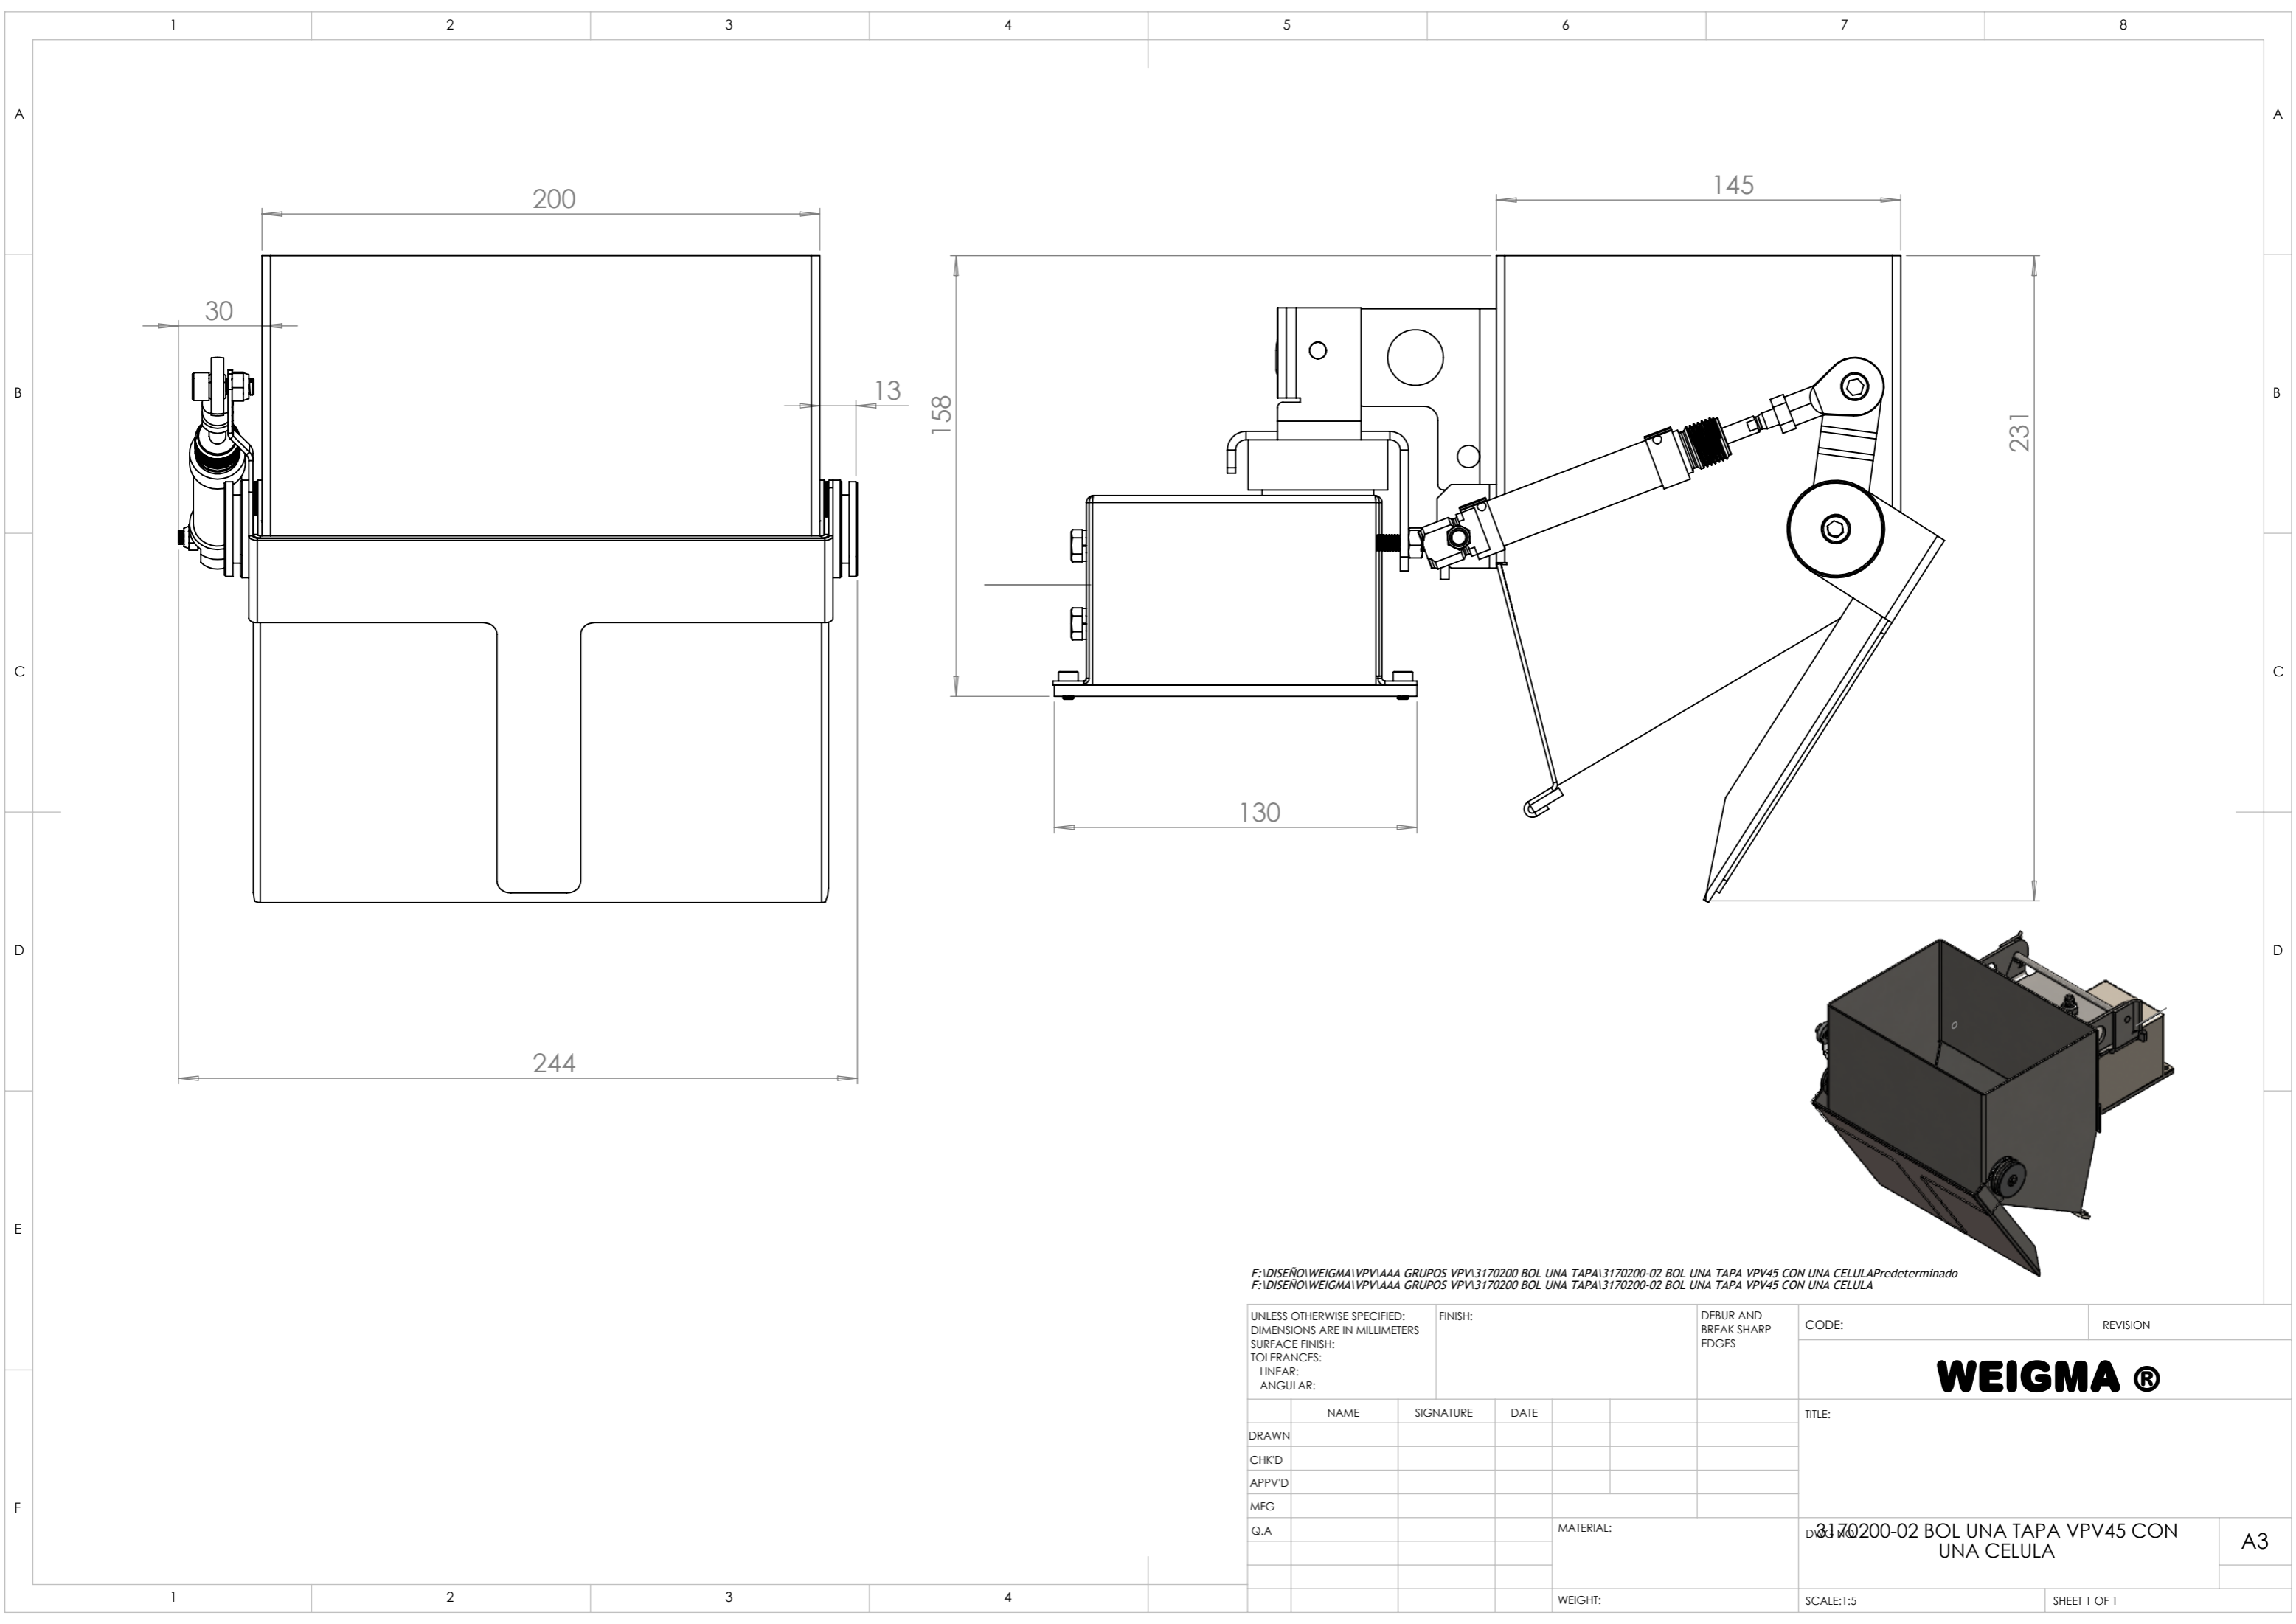 1 2 3 4 5 6 7 8
A A
200
145
30
13
158
231
B B
C C
130
D D
244
0
E E
F:\DISEÑO\WEIGMA\VPV\AAA GRUPOS VPV\3170200 BOL UNA TAPA\3170200-02 BOL UNA TAPA VPV45 CON UNA CELULAPredeterminado
F:\DISEÑO\WEIGMA\VPV\AAA GRUPOS VPV\3170200 BOL UNA TAPA\3170200-02 BOL UNA TAPA VPV45 CON UNA CELULA
UNLESS OTHERWISE SPECIFIED:
DIMENSIONS ARE IN MILLIMETERS
SURFACE FINISH:
TOLERANCES:
LINEAR:
ANGULAR:
FINISH:
DEBUR AND
BREAK SHARP
EDGES
CODE:
REVISION
WEIGMA ®
NAME SIGNATURE DATE
TITLE:
DRAWN
CHK'D
APPV'D
MFG
Q.A
F
MATERIAL:
DWG NO.
3170200-02 BOL UNA TAPA VPV45 CON
UNA CELULA
A3
WEIGHT:
SCALE:1:5
SHEET 1 OF 1
1 2 3 4